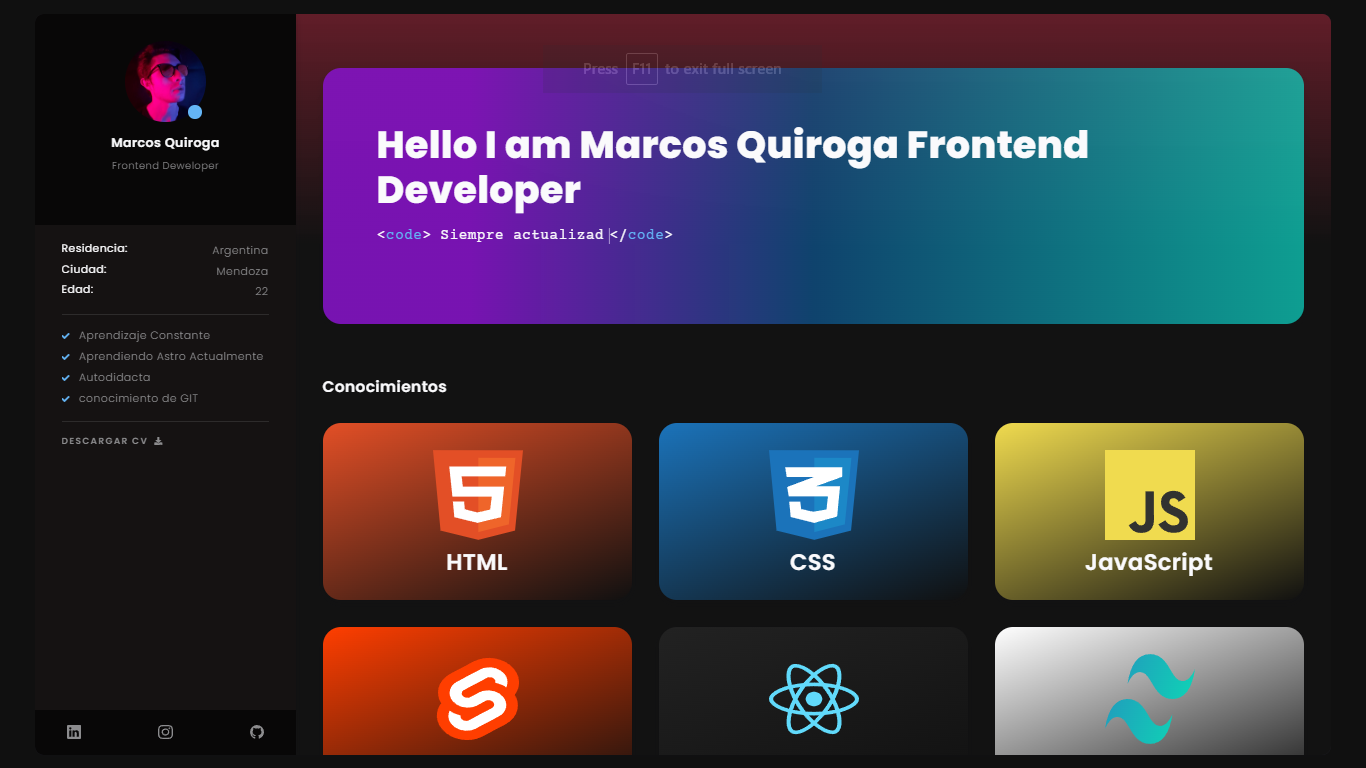 Marcos Quiroga
Frontend Deweloper
Residencia: Argentina
Ciudad: Mendoza
Edad: 22
Aprendizaje Constante
Aprendiendo Astro Actualmente
Autodidacta
conocimiento de GIT
DESCARGAR CV
in
Press F11 to exit full screen
Hello I am Marcos Quiroga Frontend
Developer
<code> Siempre actualizad </code>
Conocimientos
5
HTML
3
CSS
JS
JavaScript